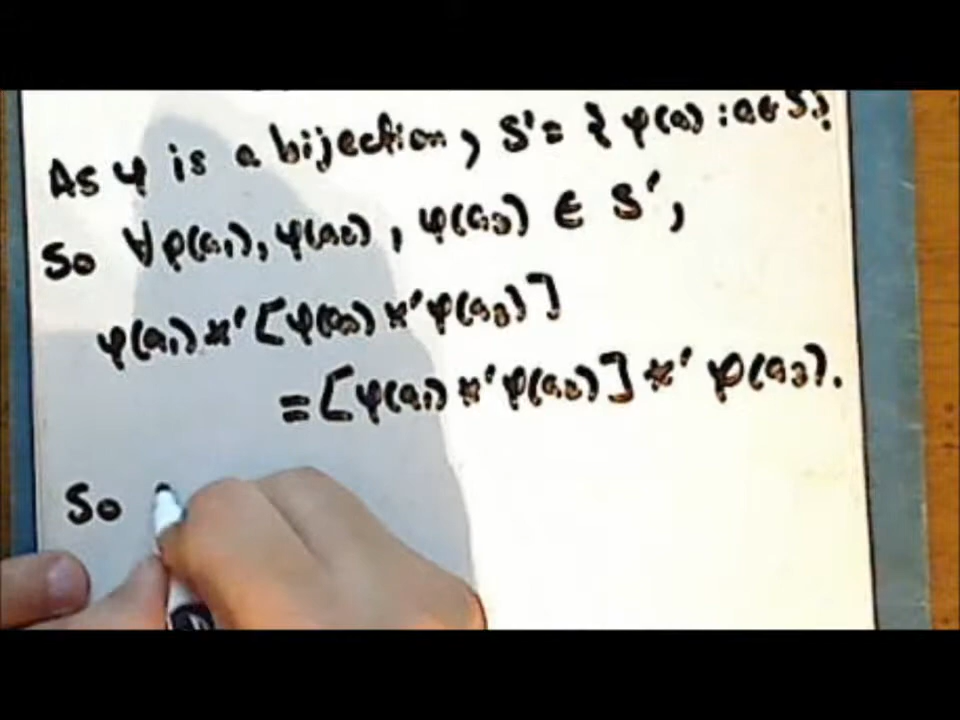 As φ is a bijection, S' = { φ(a) : a ∈ S }.
So ∀ φ(a₁), φ(a₂), φ(a₃) ∈ S',
φ(a₁) *' [φ(a₂) *' φ(a₃)]
= [φ(a₁) *' φ(a₂)] *' φ(a₃).
So